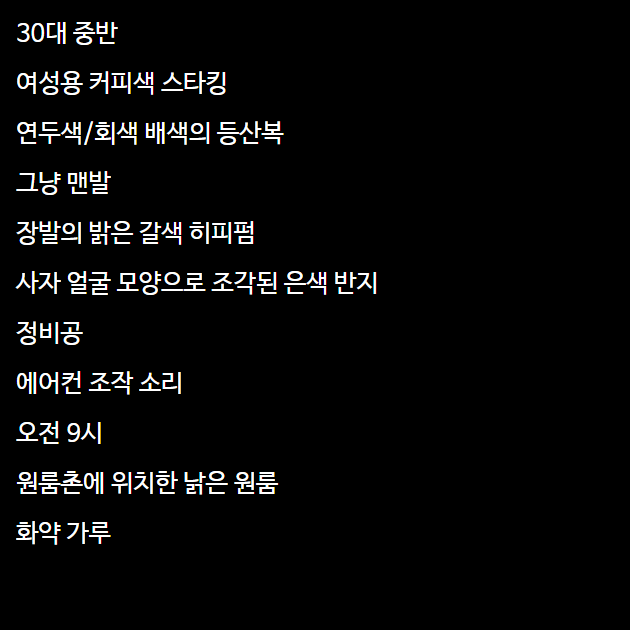 30대 중반
여성용 커피색 스타킹
연두색/회색 배색의 등산복
그냥 맨발
장발의 밝은 갈색 히피펌
사자 얼굴 모양으로 조각된 은색 반지
정비공
에어컨 조작 소리
오전 9시
원룸촌에 위치한 낡은 원룸
화약 가루